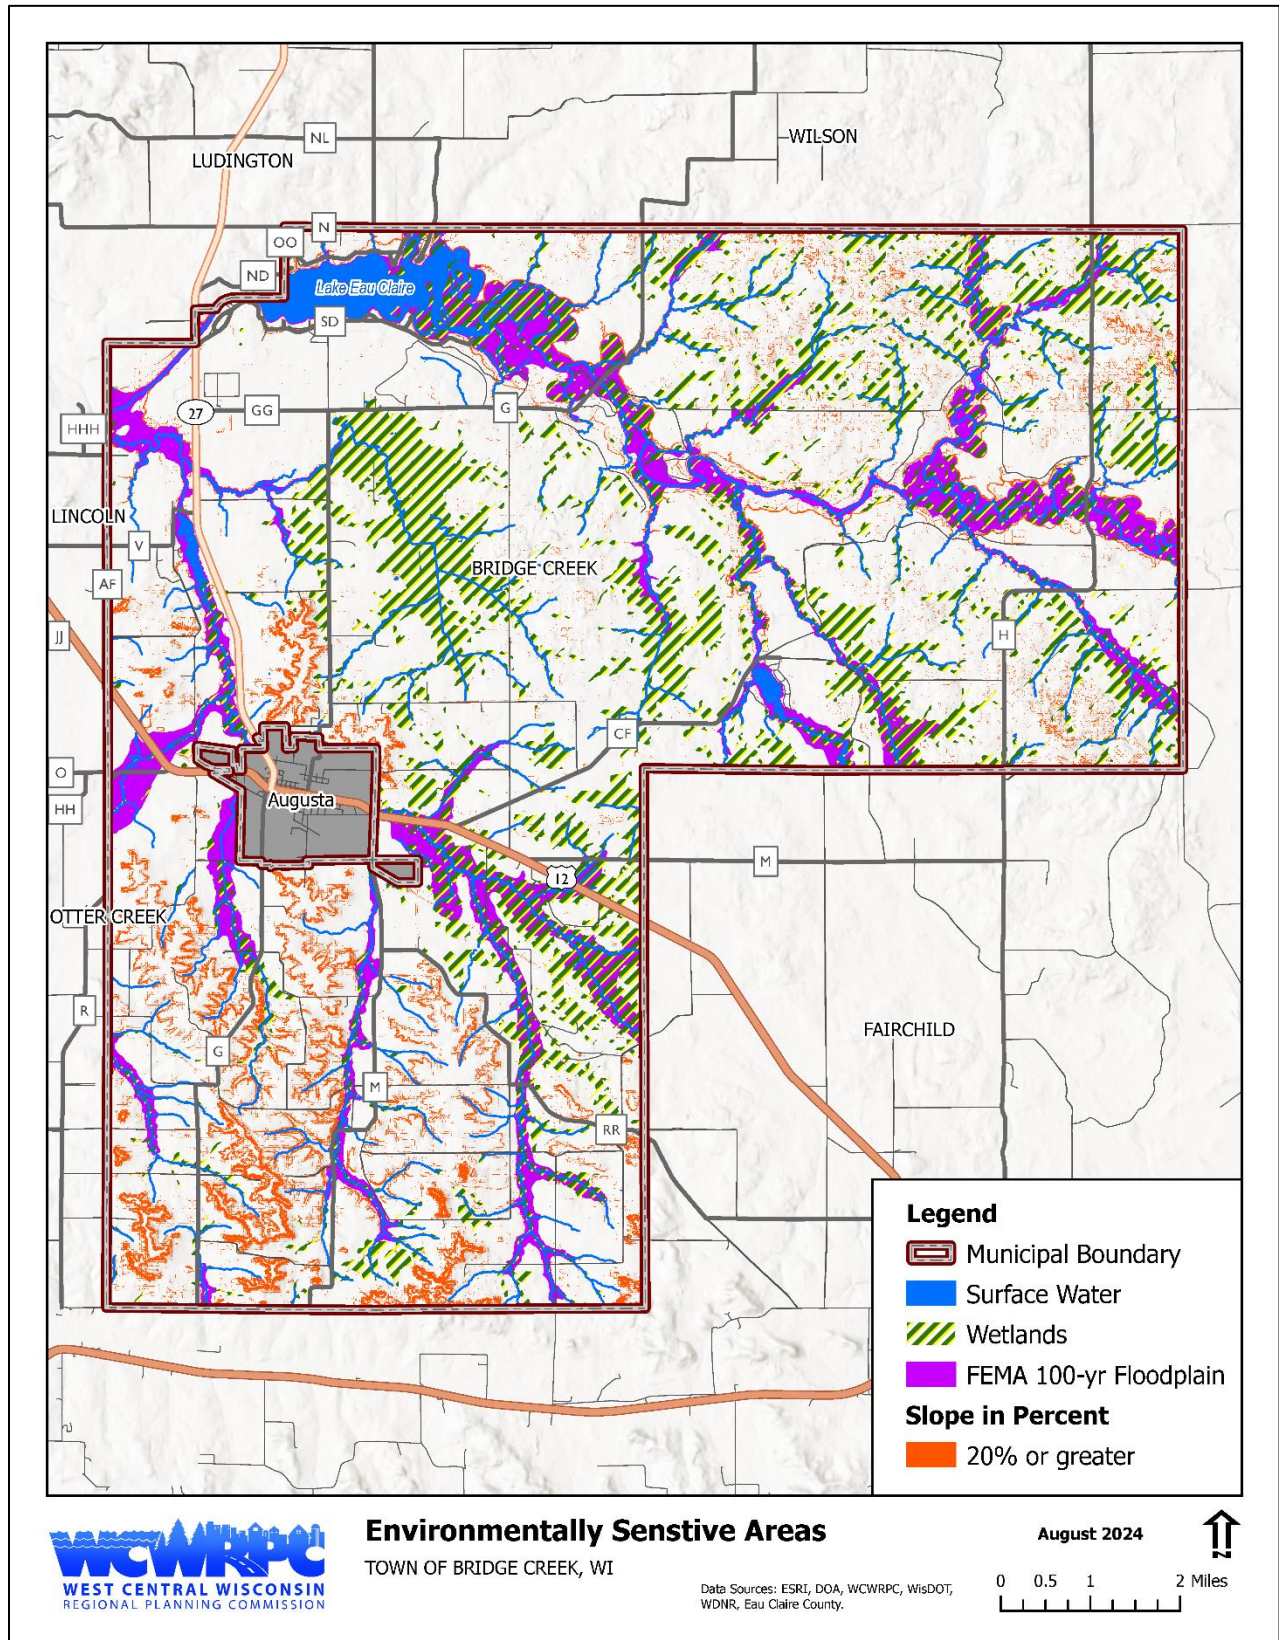 NL
LUDINGTON
WILSON
N
OO
ND
Lake Eau Claire
SD
27
GG
G
HHH
LINCOLN
V
BRIDGE CREEK
AF
JJ
H
CF
O
Augusta
HH
M
12
OTTER CREEK
R
FAIRCHILD
G
M
RR
Legend
Municipal Boundary
Surface Water
Wetlands
FEMA 100-yr Floodplain
Slope in Percent
20% or greater
WCWRPC
WEST CENTRAL WISCONSIN
REGIONAL PLANNING COMMISSION
Environmentally Senstive Areas
TOWN OF BRIDGE CREEK, WI
Data Sources: ESRI, DOA, WCWRPC, WisDOT,
WDNR, Eau Claire County.
August 2024
N
0 0.5 1 2 Miles